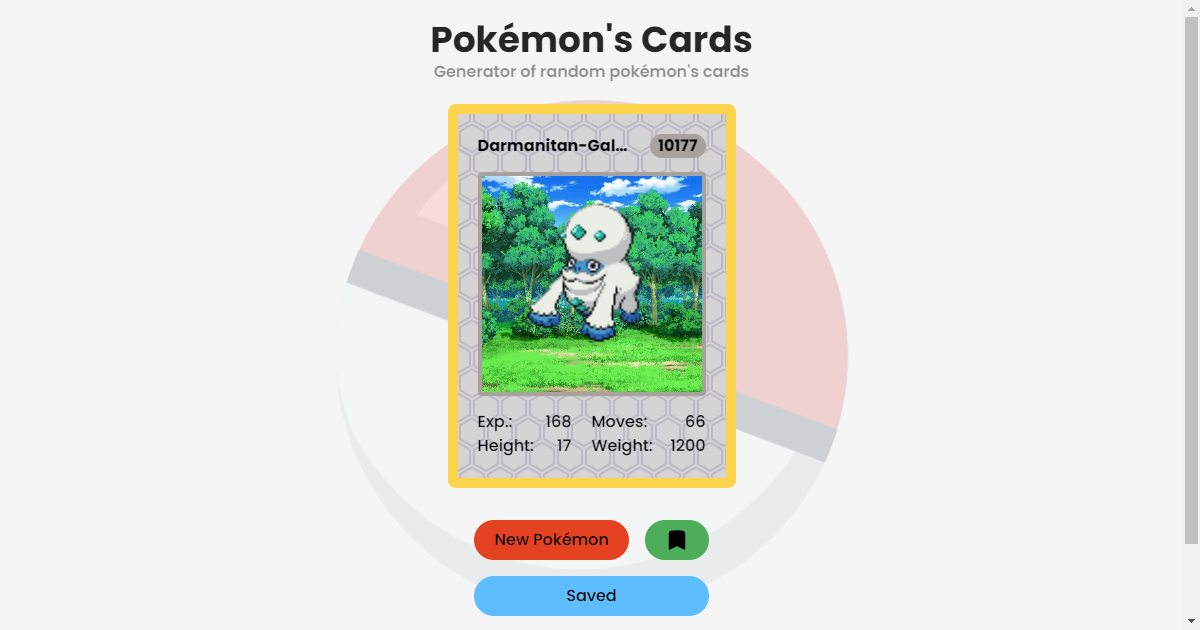 Pokémon's Cards
Generator of random pokémon's cards
Darmanitan-Gal... 10177
Exp.: 168 Moves: 66
Height: 17 Weight: 1200
New Pokémon
Saved